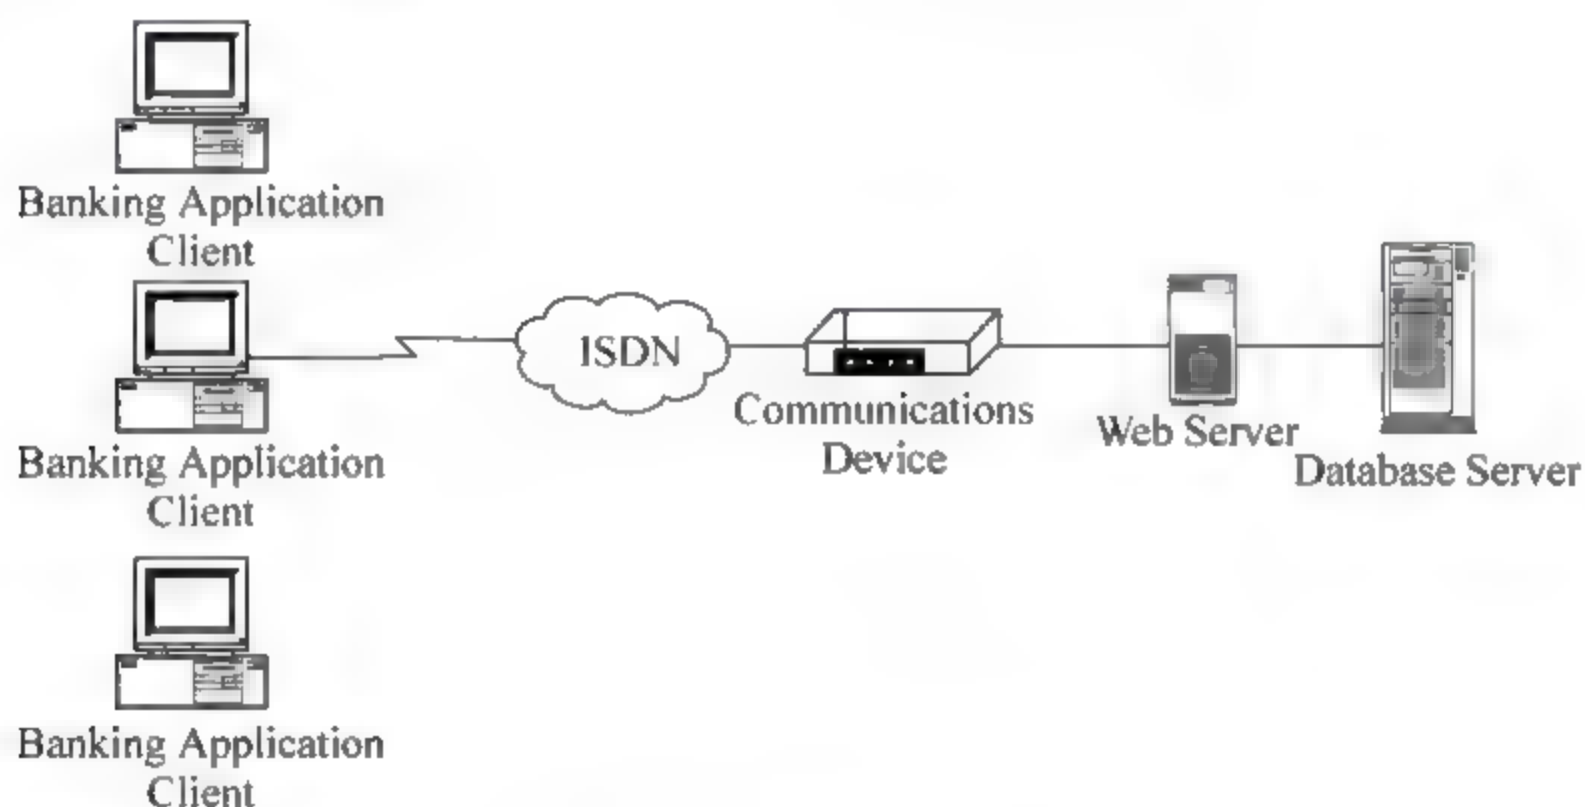 Banking Application
Client
Banking Application
Client
ISDN
Communications
Device
Web Server
Database Server
Banking Application
Client